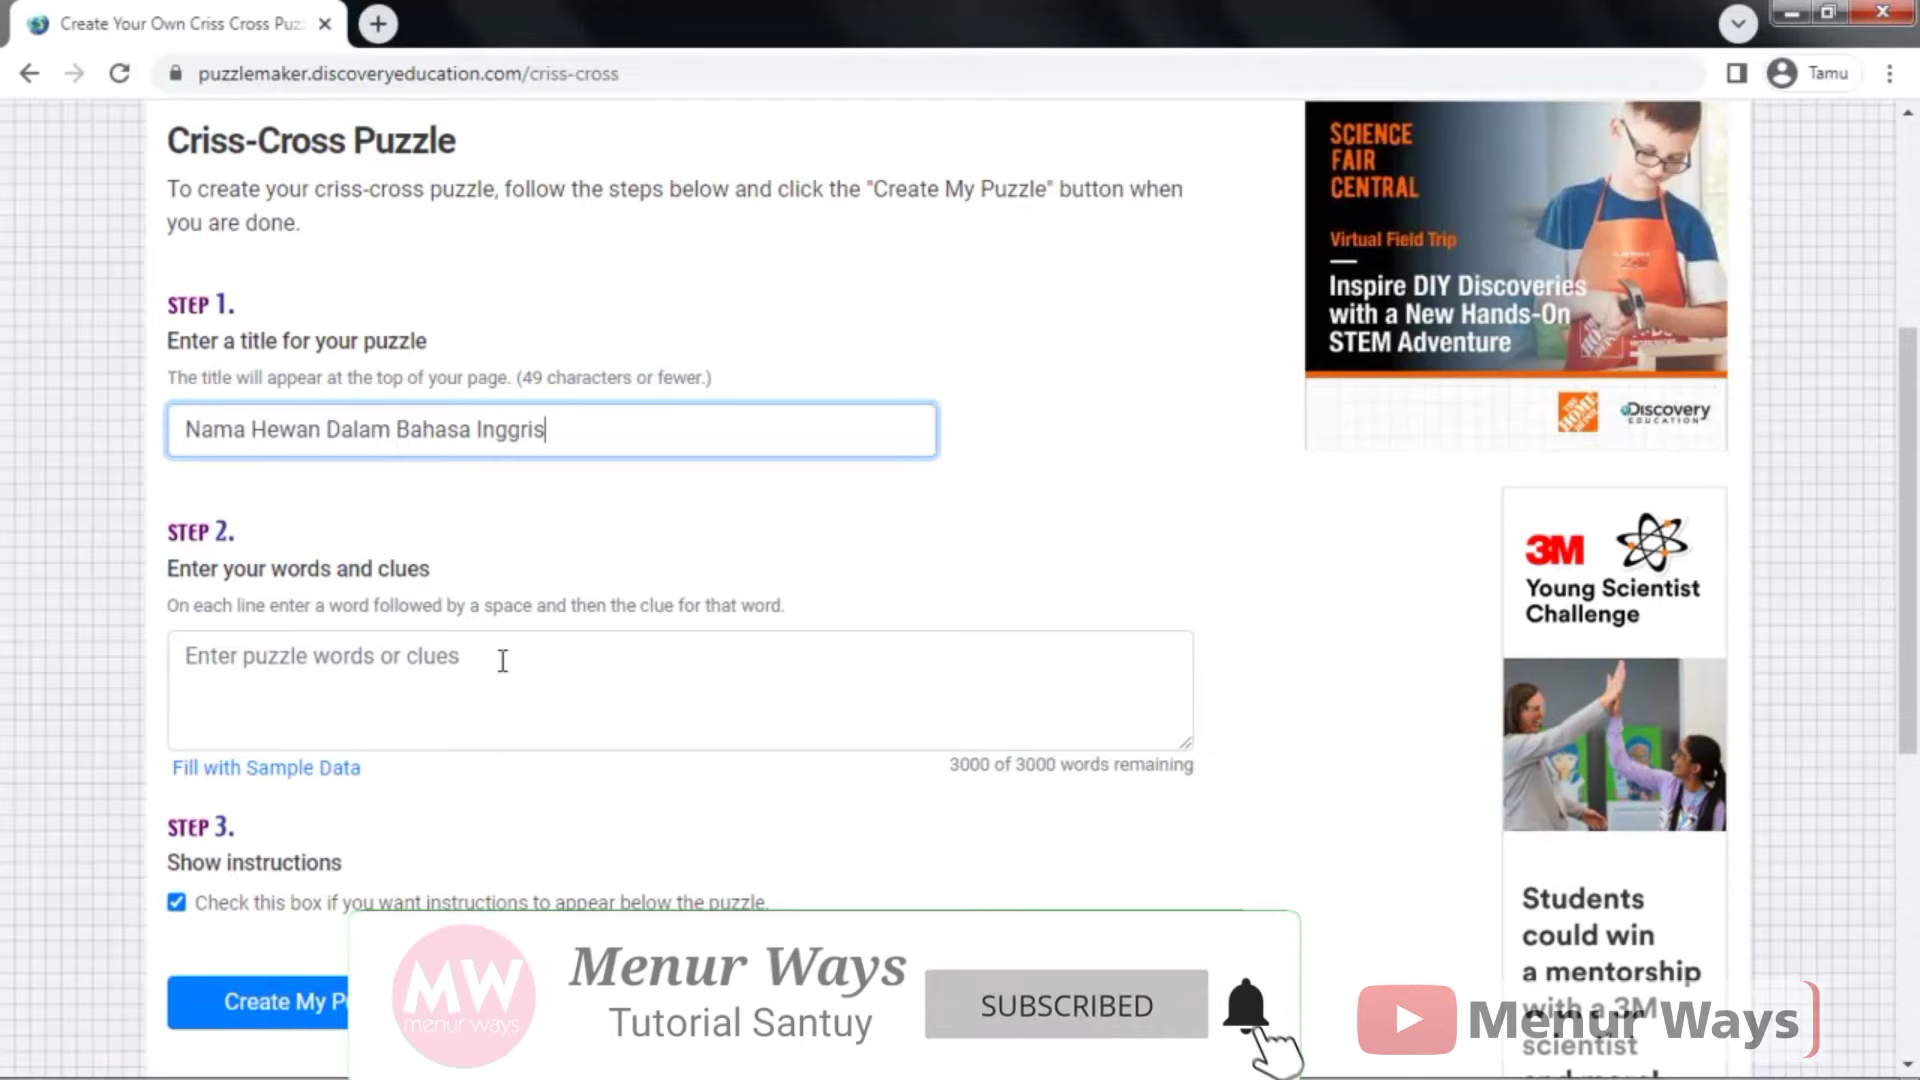 Create Your Own Criss Cross Puz
puzzlemaker.discoveryeducation.com/criss-cross
Tamu
Criss-Cross Puzzle
To create your criss-cross puzzle, follow the steps below and click the "Create My Puzzle" button when
you are done.
STEP 1.
Enter a title for your puzzle
The title will appear at the top of your page. (49 characters or fewer.)
Nama Hewan Dalam Bahasa Inggris
STEP 2.
Enter your words and clues
On each line enter a word followed by a space and then the clue for that word.
Enter puzzle words or clues
Fill with Sample Data
3000 of 3000 words remaining
STEP 3.
Show instructions
Check this box if you want instructions to appear below the puzzle.
Create My P
SCIENCE
FAIR
CENTRAL
Virtual Field Trip
Inspire DIY Discoveries
with a New Hands-On
STEM Adventure
THE HOME DEPOT
Discovery
EDUCATION
3M
Young Scientist
Challenge
Students
could win
a mentorship
with a 3M
scientist
MW
menur ways
Menur Ways
Tutorial Santuy
SUBSCRIBED
Menur Ways